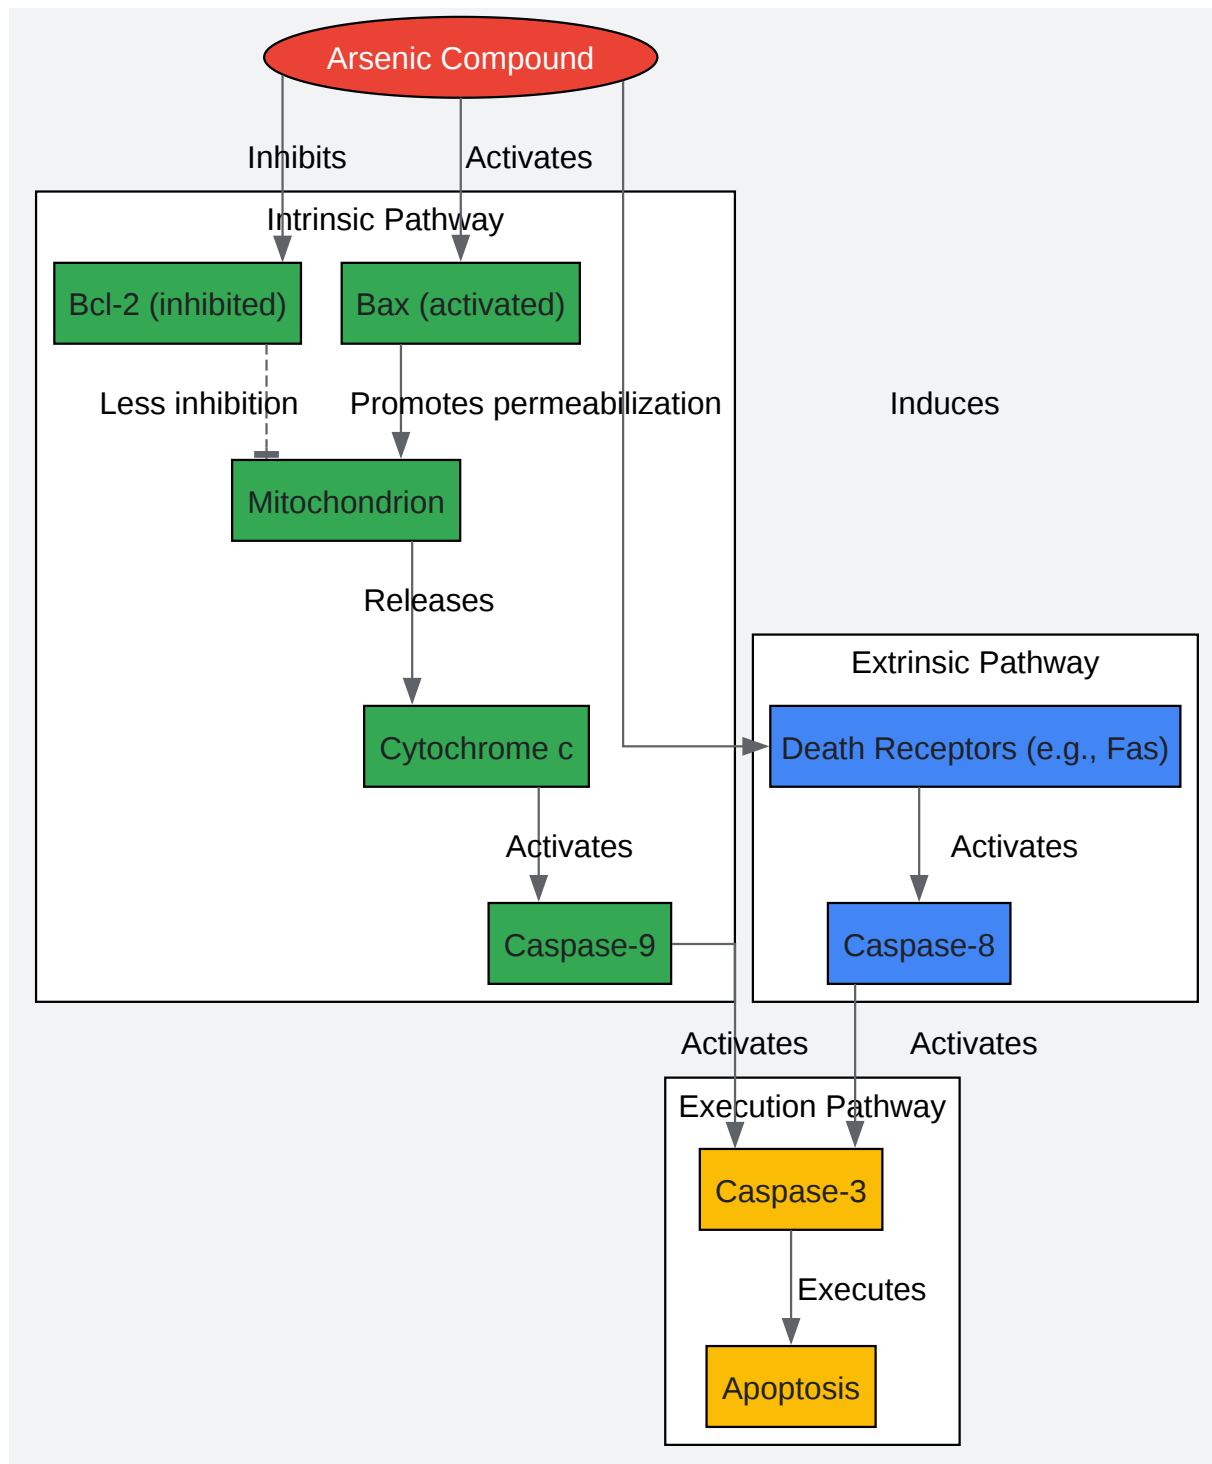 Arsenic Compound
Inhibits
Activates
Intrinsic Pathway
Bcl-2 (inhibited)
Bax (activated)
Less inhibition
Promotes permeabilization
Induces
Mitochondrion
Releases
Extrinsic Pathway
Cytochrome c
Death Receptors (e.g., Fas)
Activates
Activates
Caspase-9
Caspase-8
Activates
Activates
Execution Pathway
Caspase-3
Executes
Apoptosis